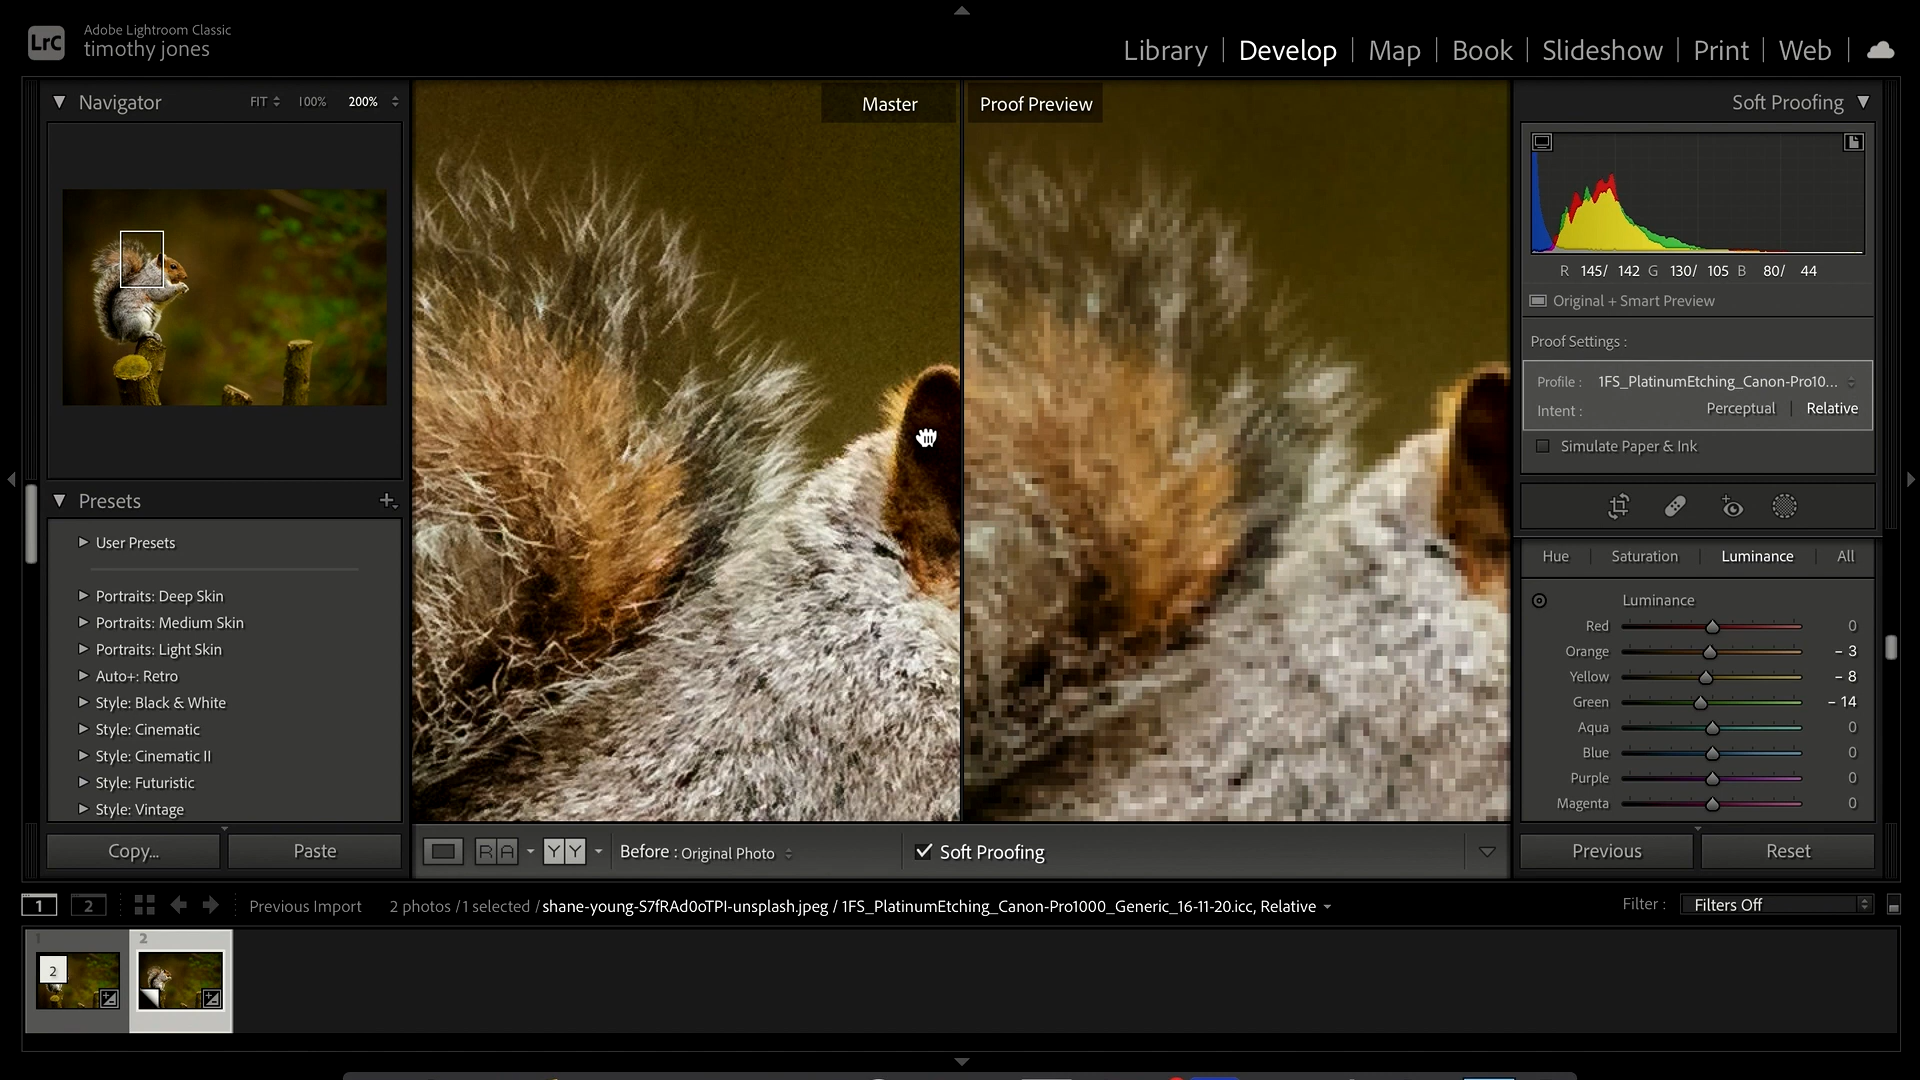 LrC
Adobe Lightroom Classic
timothy jones
Library | Develop | Map | Book | Slideshow | Print | Web
Navigator FIT 100% 200%
Master
Proof Preview
Soft Proofing
R 145/ 142 G 130/ 105 B 80/ 44
Original + Smart Preview
Proof Settings :
Profile : 1FS_PlatinumEtching_Canon-Pro10...
Intent : Perceptual | Relative
Simulate Paper & Ink
Presets
User Presets
Portraits: Deep Skin
Portraits: Medium Skin
Portraits: Light Skin
Auto+: Retro
Style: Black & White
Style: Cinematic
Style: Cinematic II
Style: Futuristic
Style: Vintage
Hue | Saturation | Luminance | All
Luminance
Red 0
Orange – 3
Yellow – 8
Green – 14
Aqua 0
Blue 0
Purple 0
Magenta 0
Copy... Paste
R A Y Y Before : Original Photo Soft Proofing
Previous Reset
1 2 Previous Import 2 photos / 1 selected / shane-young-S7fRAd0oTPI-unsplash.jpeg / 1FS_PlatinumEtching_Canon-Pro1000_Generic_16-11-20.icc, Relative
Filter : Filters Off
1 2
2